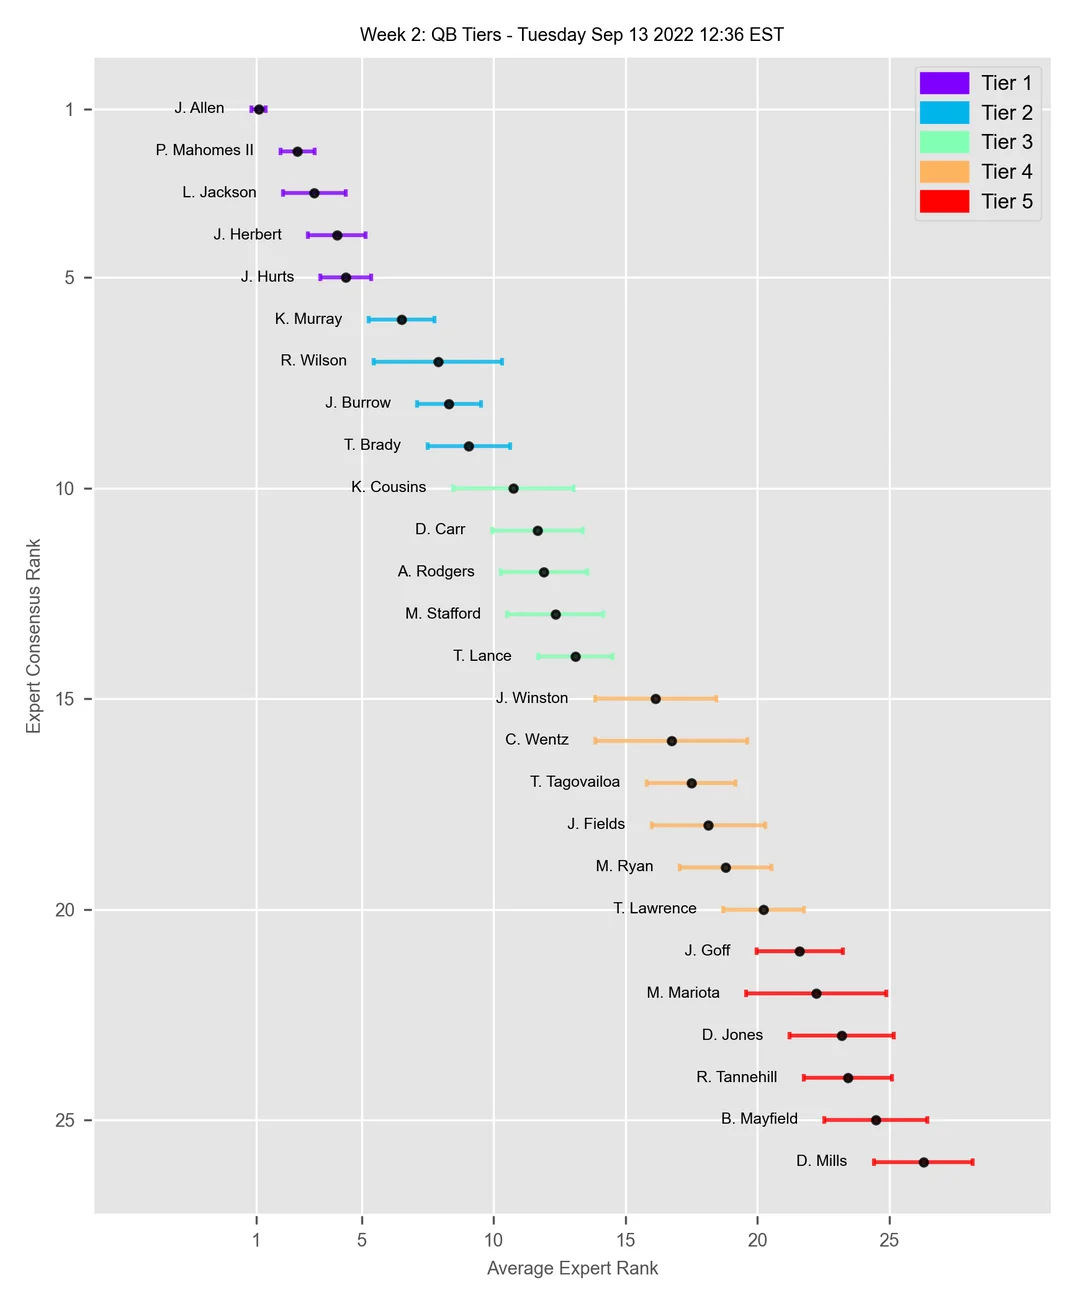 Week 2: QB Tiers - Tuesday Sep 13 2022 12:36 EST
Tier 1
Tier 2
Tier 3
Tier 4
Tier 5
Expert Consensus Rank
1
5
10
15
20
25
J. Allen
P. Mahomes II
L. Jackson
J. Herbert
J. Hurts
K. Murray
R. Wilson
J. Burrow
T. Brady
K. Cousins
D. Carr
A. Rodgers
M. Stafford
T. Lance
J. Winston
C. Wentz
T. Tagovailoa
J. Fields
M. Ryan
T. Lawrence
J. Goff
M. Mariota
D. Jones
R. Tannehill
B. Mayfield
D. Mills
1 5 10 15 20 25
Average Expert Rank